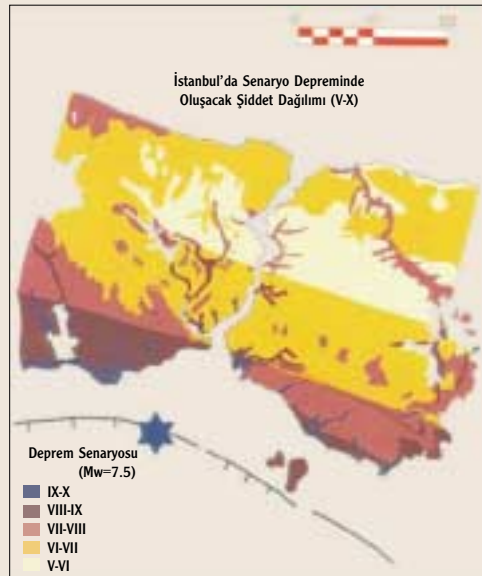 İstanbul'da Senaryo Depreminde
Oluşacak Şiddet Dağılımı (V-X)
Deprem Senaryosu
(Mw=7.5)
IX-X
VIII-IX
VII-VIII
VI-VII
V-VI